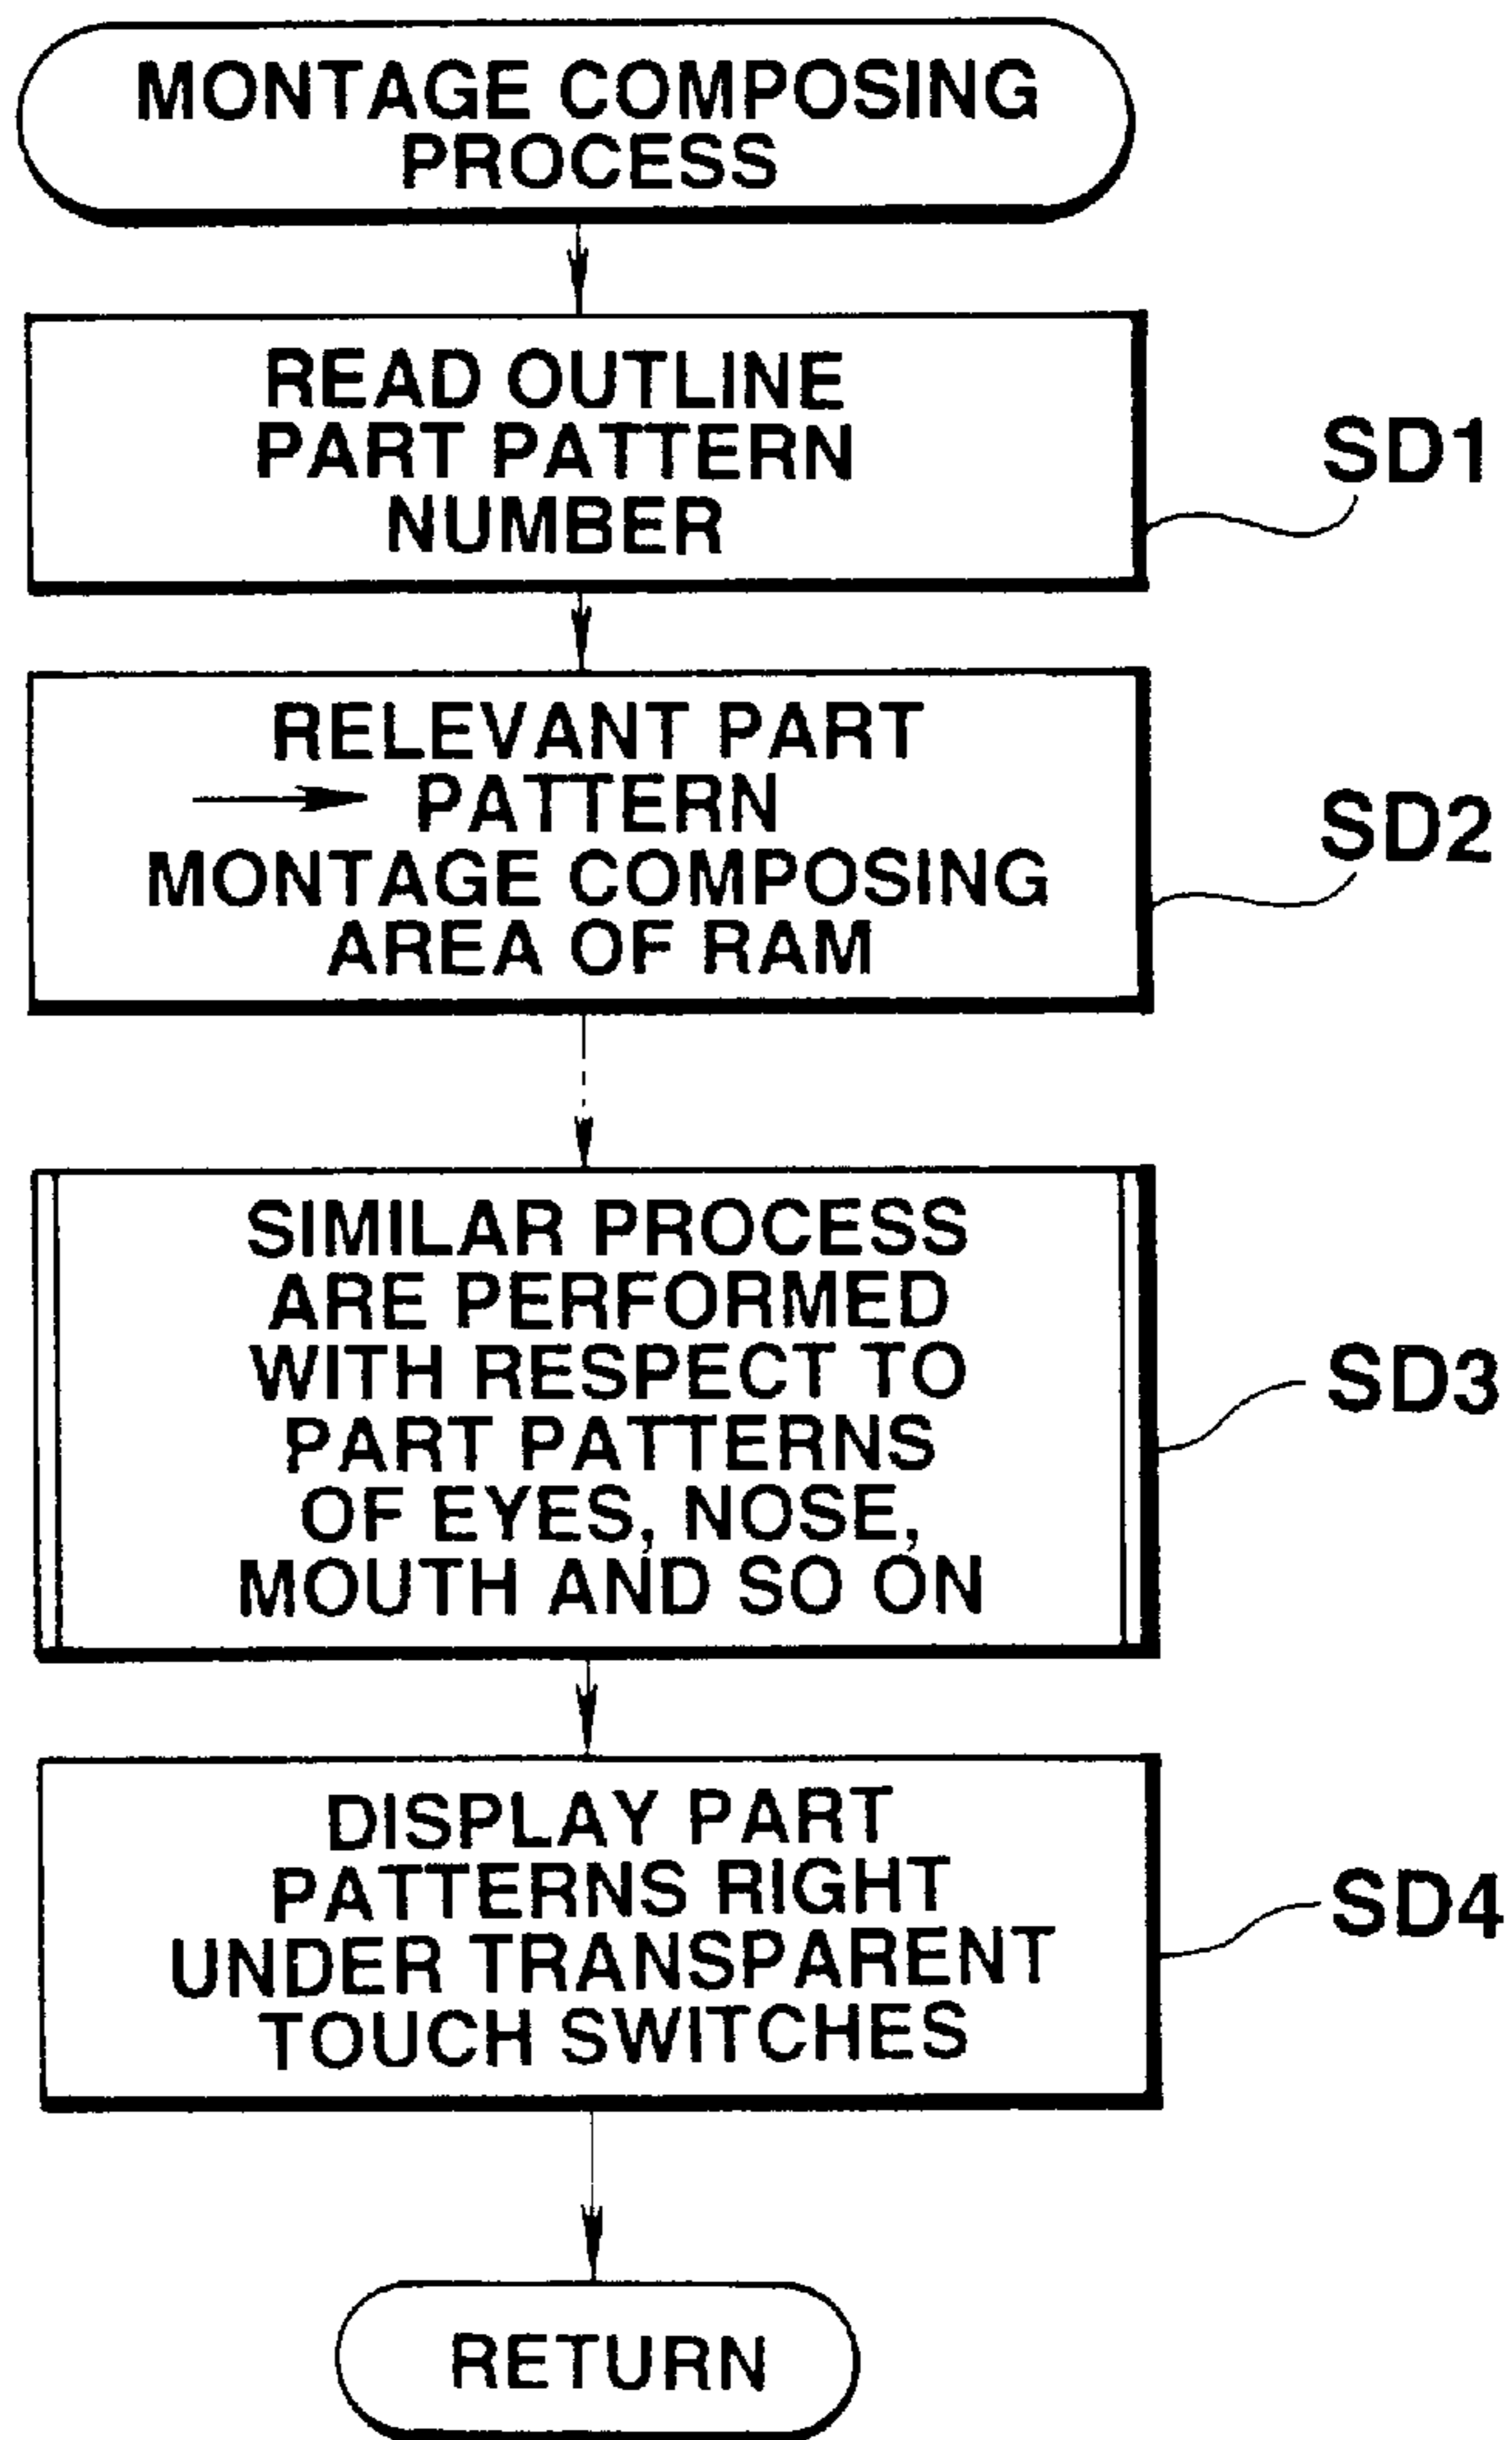 MONTAGE COMPOSING
PROCESS
READ OUTLINE
PART PATTERN
NUMBER
SD1
RELEVANT PART
→ PATTERN
MONTAGE COMPOSING
AREA OF RAM
SD2
SIMILAR PROCESS
ARE PERFORMED
WITH RESPECT TO
PART PATTERNS
OF EYES, NOSE,
MOUTH AND SO ON
SD3
DISPLAY PART
PATTERNS RIGHT
UNDER TRANSPARENT
TOUCH SWITCHES
SD4
RETURN